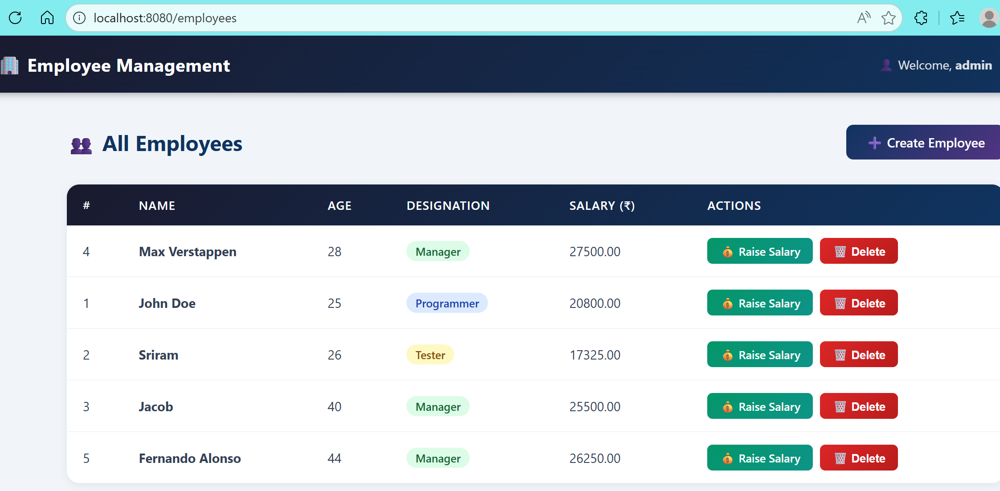 localhost:8080/employees
Employee Management
Welcome, admin
All Employees
Create Employee
# NAME AGE DESIGNATION SALARY (₹) ACTIONS
4 Max Verstappen 28 Manager 27500.00 Raise Salary Delete
1 John Doe 25 Programmer 20800.00 Raise Salary Delete
2 Sriram 26 Tester 17325.00 Raise Salary Delete
3 Jacob 40 Manager 25500.00 Raise Salary Delete
5 Fernando Alonso 44 Manager 26250.00 Raise Salary Delete